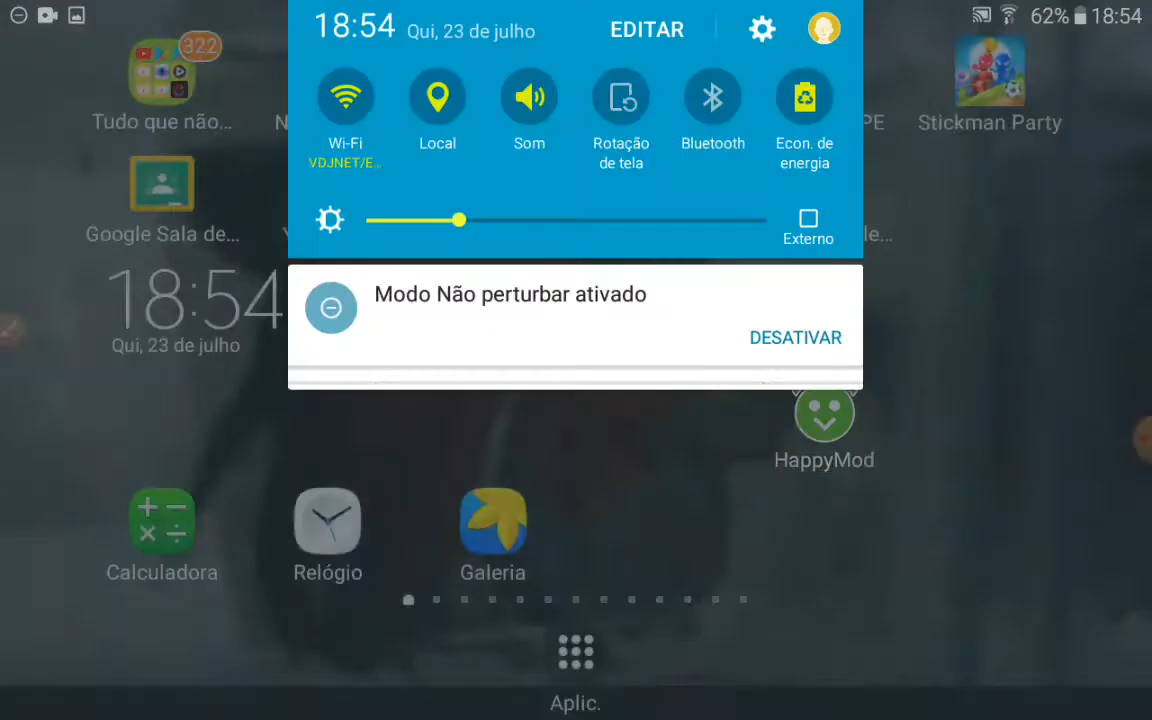 62% 18:54
18:54 Qui, 23 de julho EDITAR
322
Wi-Fi
VDJNET/E...
Local
Som
Rotação
de tela
Bluetooth
Econ. de
energia
Tudo que não...
N
PE
Stickman Party
Externo
Google Sala de...
le...
18:54
Qui, 23 de julho
Modo Não perturbar ativado
DESATIVAR
HappyMod
Calculadora
Relógio
Galeria
Aplic.